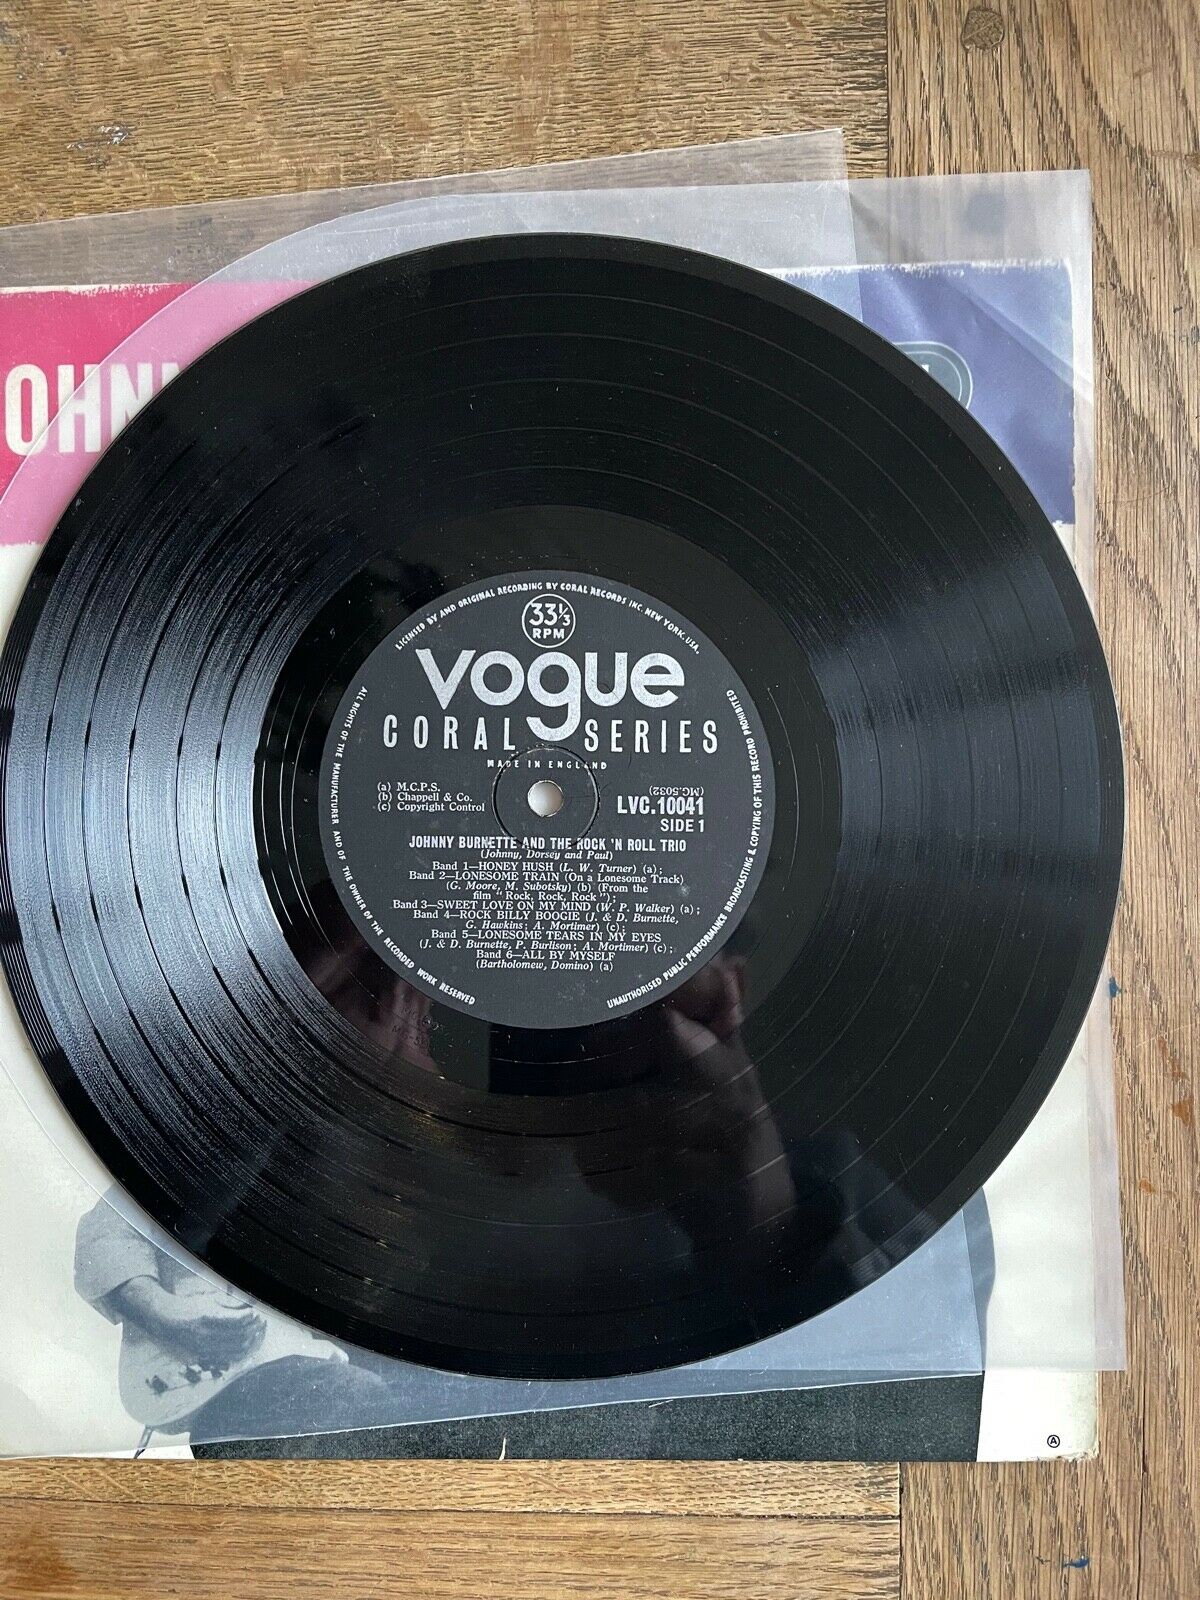 OHNN
LICENSED BY AND ORIGINAL RECORDING BY CORAL RECORDS INC. NEW YORK. USA.
33⅓
RPM
vogue
CORAL SERIES
MADE IN ENGLAND
(a) M.C.P.S.
(b) Chappell & Co.
(c) Copyright Control
(MG.5032)
LVC.10041
SIDE 1
JOHNNY BURNETTE AND THE ROCK 'N ROLL TRIO
(Johnny, Dorsey and Paul)
Band 1—HONEY HUSH (L. W. Turner) (a);
Band 2—LONESOME TRAIN (On a Lonesome Track)
(G. Moore, M. Subotsky) (b) (From the
film "Rock, Rock, Rock");
Band 3—SWEET LOVE ON MY MIND (W. P. Walker) (a);
Band 4—ROCK BILLY BOOGIE (J. & D. Burnette,
G. Hawkins; A. Mortimer) (c);
Band 5—LONESOME TEARS IN MY EYES
(J. & D. Burnette, P. Burlison; A. Mortimer) (c);
Band 6—ALL BY MYSELF
(Bartholomew, Domino) (a)
ALL RIGHTS OF THE MANUFACTURER AND OF THE OWNER OF THE RECORDED WORK RESERVED
UNAUTHORISED PUBLIC PERFORMANCE BROADCASTING & COPYING OF THIS RECORD PROHIBITED
A